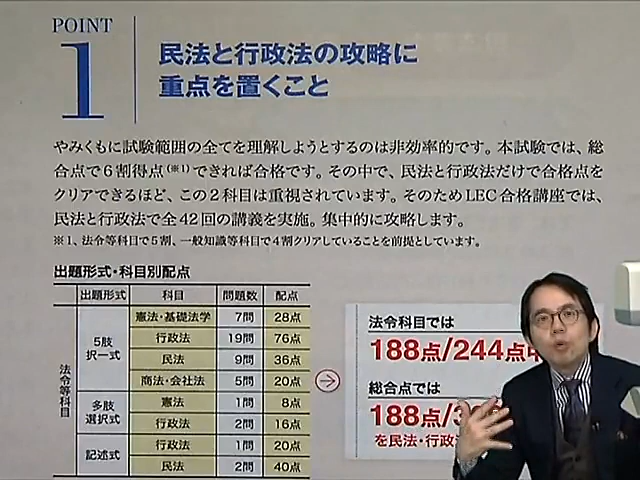 POINT
1
民法と行政法の攻略に
重点を置くこと
やみくもに試験範囲の全てを理解しようとするのは非効率的です。本試験では、総
合点で6割得点(※1)できれば合格です。その中で、民法と行政法だけで合格点を
クリアできるほど、この2科目は重視されています。そのためLEC合格講座では、
民法と行政法で全42回の講義を実施。集中的に攻略します。
※1、法令等科目で5割、一般知識等科目で4割クリアしていることを前提としています。
出題形式・科目別配点
出題形式 科目 問題数 配点
法令等科目
5肢択一式 憲法・基礎法学 7問 28点
行政法 19問 76点
民法 9問 36点
商法・会社法 5問 20点
多肢選択式 憲法 1問 8点
行政法 2問 16点
記述式 行政法 1問 20点
民法 2問 40点
法令科目では
188点/244点
総合点では
188点/3
を民法・行政